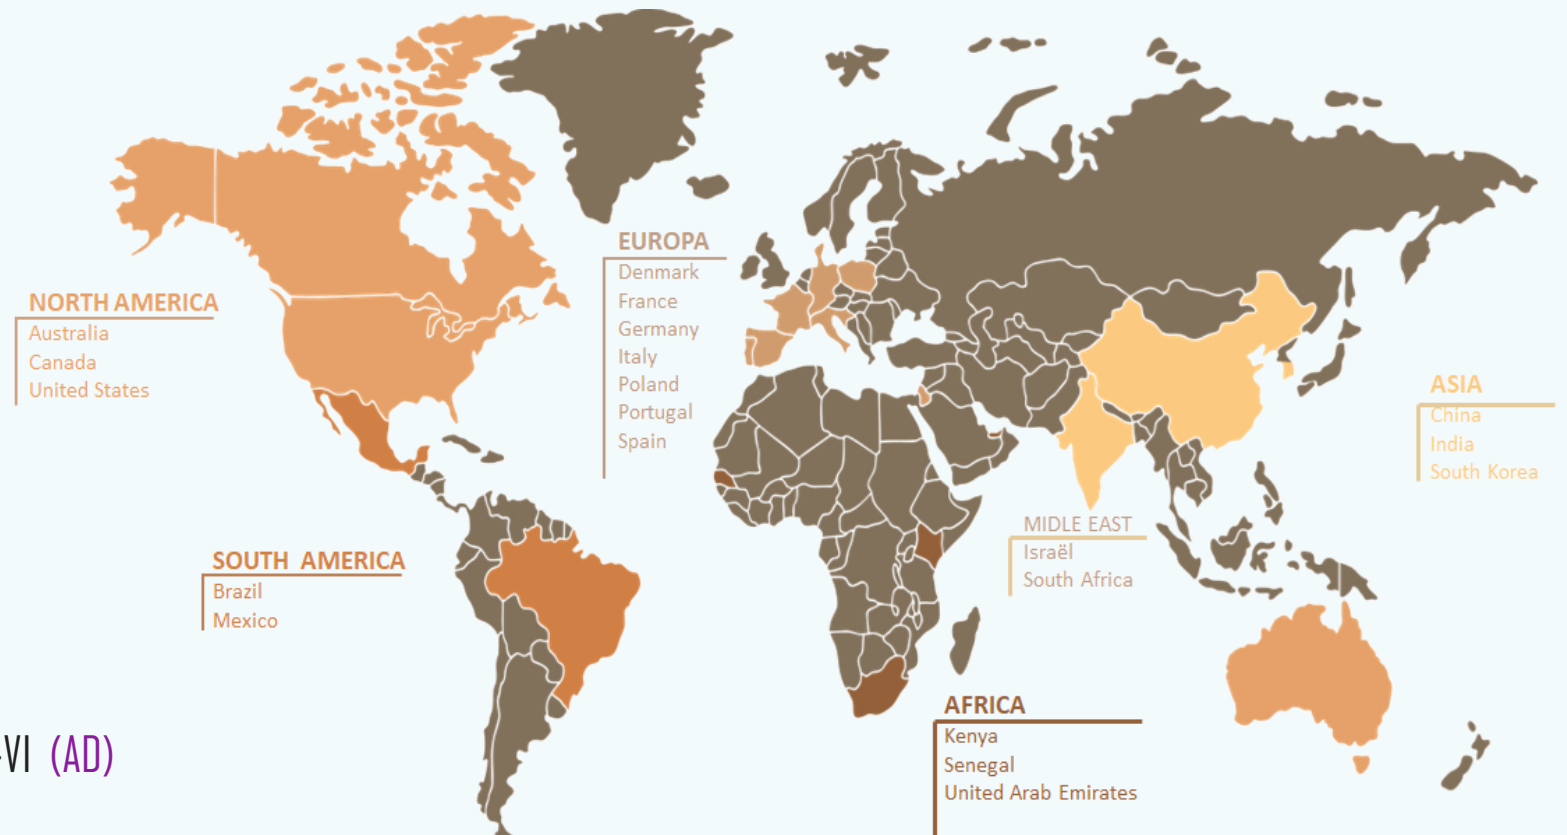 NORTH AMERICA
Australia
Canada
United States
SOUTH AMERICA
Brazil
Mexico
EUROPA
Denmark
France
Germany
Italy
Poland
Portugal
Spain
MIDLE EAST
Israël
South Africa
AFRICA
Kenya
Senegal
United Arab Emirates
ASIA
China
India
South Korea
-VI (AD)